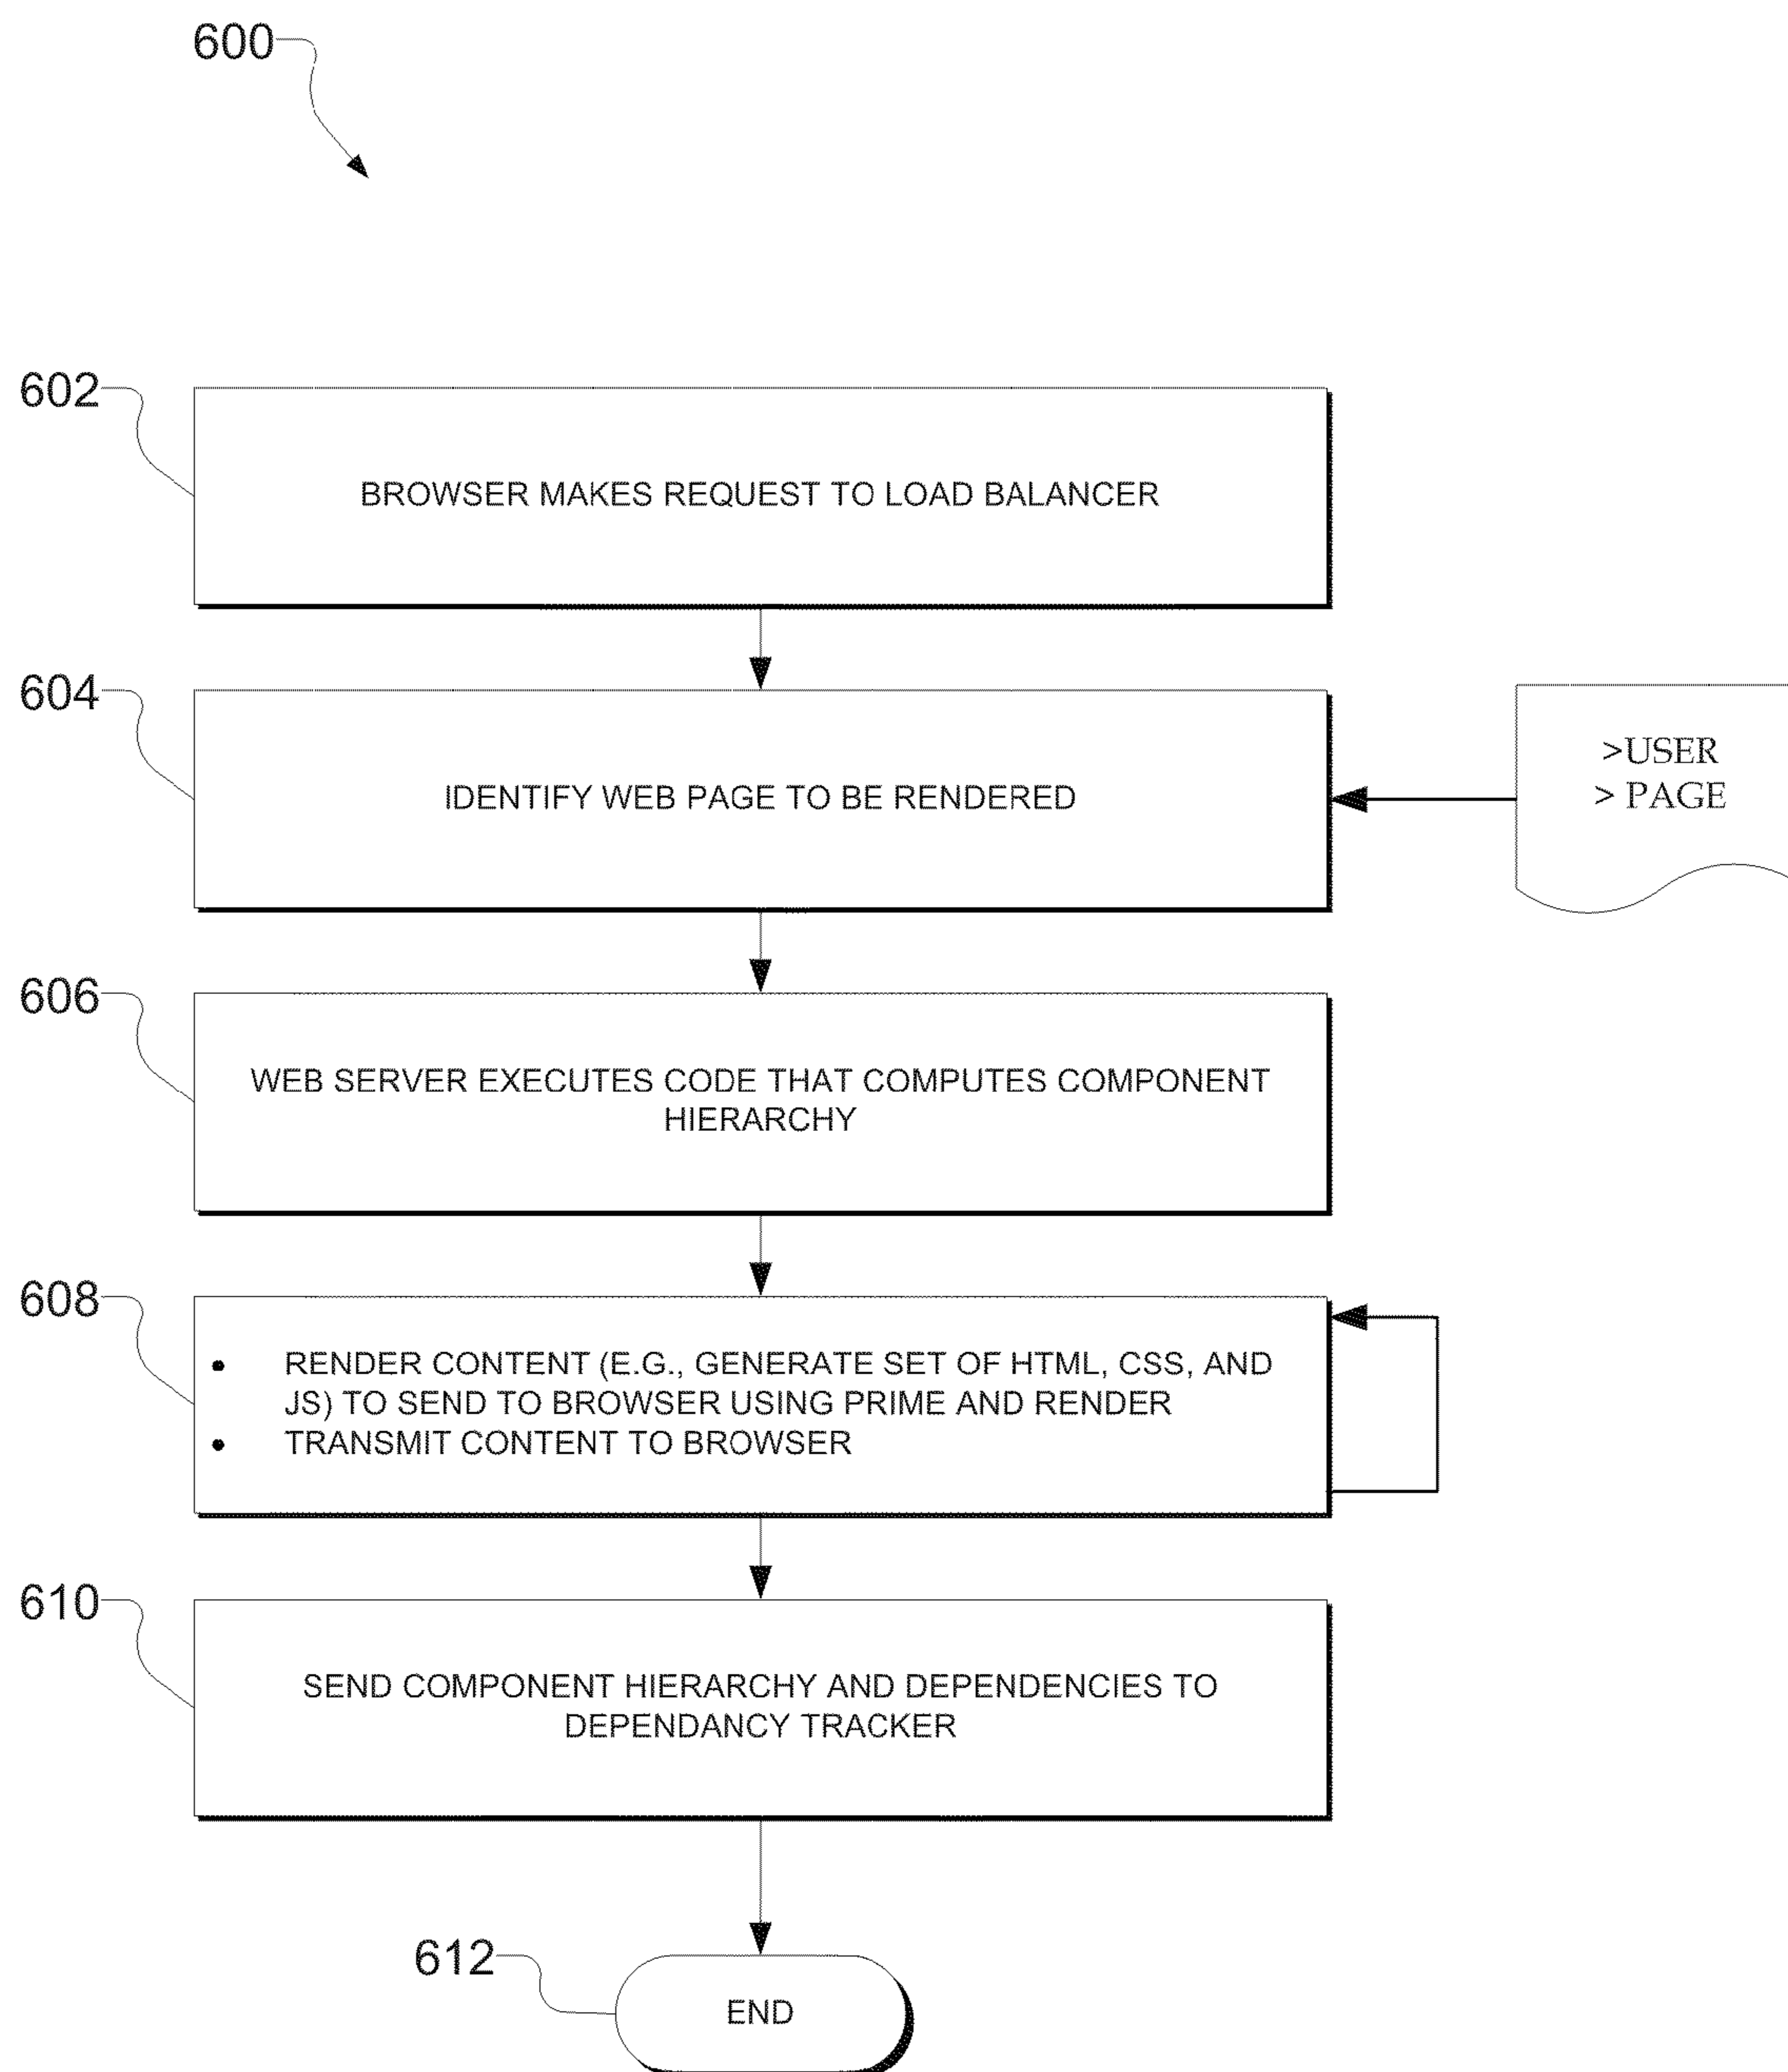 600
602
BROWSER MAKES REQUEST TO LOAD BALANCER
604
IDENTIFY WEB PAGE TO BE RENDERED
>USER
> PAGE
606
WEB SERVER EXECUTES CODE THAT COMPUTES COMPONENT
HIERARCHY
608
• RENDER CONTENT (E.G., GENERATE SET OF HTML, CSS, AND
JS) TO SEND TO BROWSER USING PRIME AND RENDER
• TRANSMIT CONTENT TO BROWSER
610
SEND COMPONENT HIERARCHY AND DEPENDENCIES TO
DEPENDANCY TRACKER
612
END